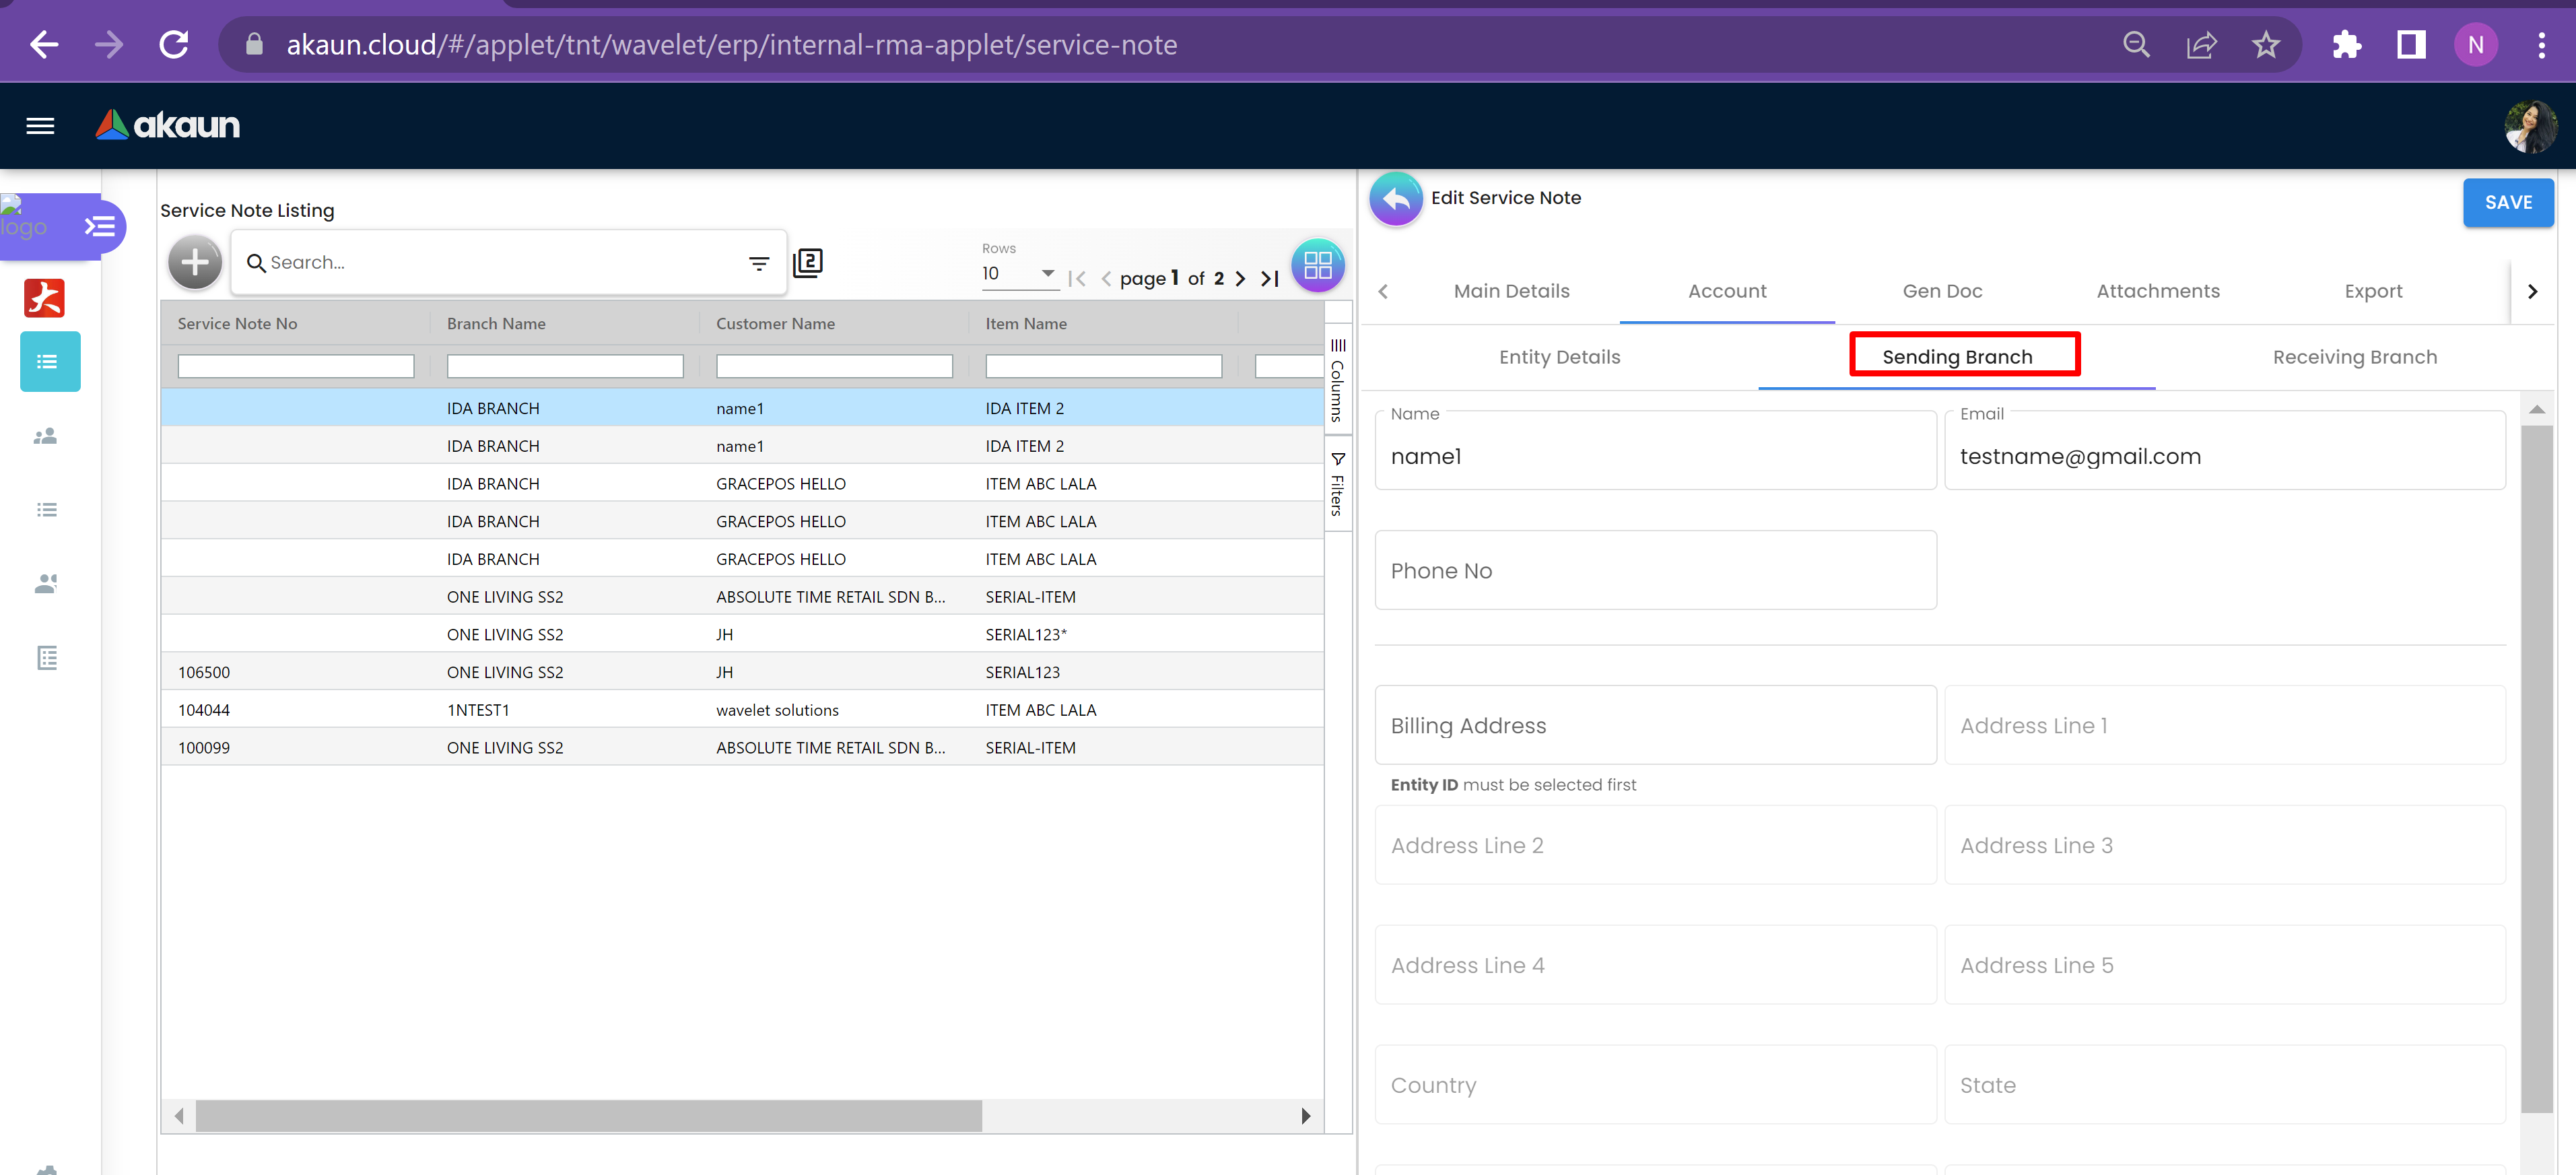 akaun.cloud/#/applet/tnt/wavelet/erp/internal-rma-applet/service-note
N
akaun
logo
Service Note Listing
Search...
2
Rows
10
page 1 of 2
Service Note No Branch Name Customer Name Item Name
IDA BRANCH name1 IDA ITEM 2
IDA BRANCH name1 IDA ITEM 2
IDA BRANCH GRACEPOS HELLO ITEM ABC LALA
IDA BRANCH GRACEPOS HELLO ITEM ABC LALA
IDA BRANCH GRACEPOS HELLO ITEM ABC LALA
ONE LIVING SS2 ABSOLUTE TIME RETAIL SDN B... SERIAL-ITEM
ONE LIVING SS2 JH SERIAL123*
106500 ONE LIVING SS2 JH SERIAL123
104044 1NTEST1 wavelet solutions ITEM ABC LALA
100099 ONE LIVING SS2 ABSOLUTE TIME RETAIL SDN B... SERIAL-ITEM
Columns
Filters
Edit Service Note
SAVE
Main Details Account Gen Doc Attachments Export
Entity Details Sending Branch Receiving Branch
Name
name1
Email
testname@gmail.com
Phone No
Billing Address
Address Line 1
Entity ID must be selected first
Address Line 2
Address Line 3
Address Line 4
Address Line 5
Country
State